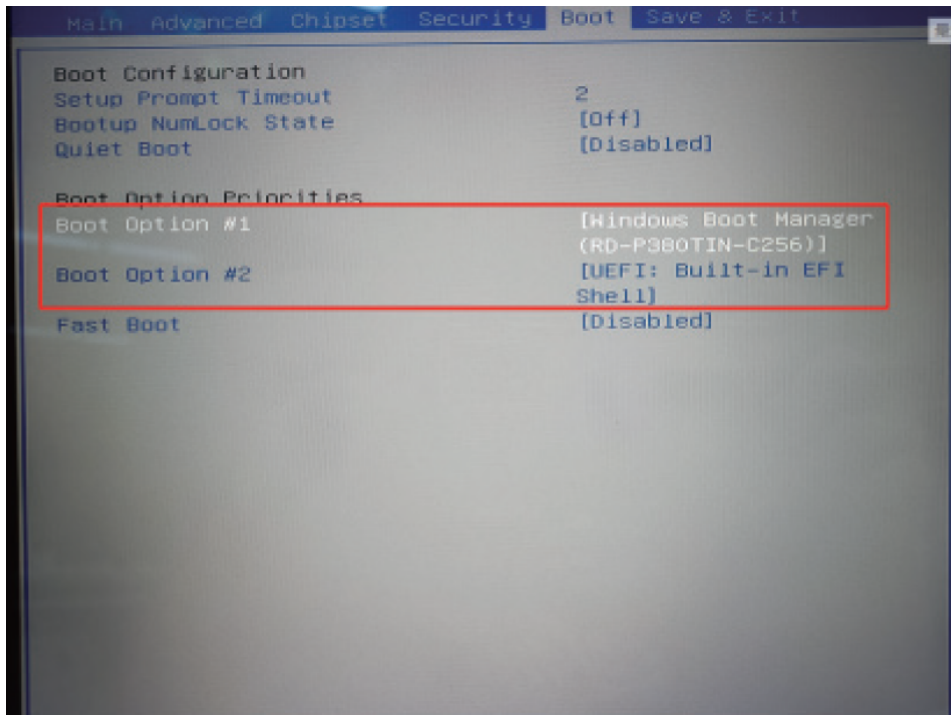 Main Advanced Chipset Security Boot Save & Exit
Boot Configuration
Setup Prompt Timeout 2
Bootup NumLock State [Off]
Quiet Boot [Disabled]
Boot Option Priorities
Boot Option #1 [Windows Boot Manager
(RD-P380TIN-C256)]
Boot Option #2 [UEFI: Built-in EFI
Shell]
Fast Boot [Disabled]